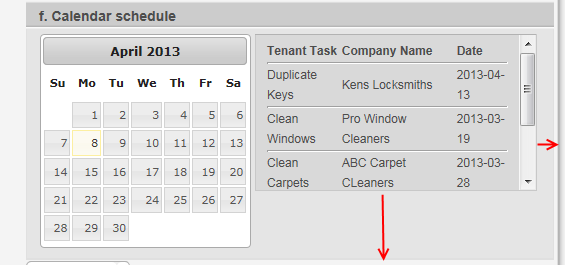 f. Calendar schedule
April 2013
Su Mo Tu We Th Fr Sa
1 2 3 4 5 6
7 8 9 10 11 12 13
14 15 16 17 18 19 20
21 22 23 24 25 26 27
28 29 30
Tenant Task Company Name Date
Duplicate Keys Kens Locksmiths 2013-04-13
Clean Windows Pro Window Cleaners 2013-03-19
Clean Carpets ABC Carpet CLeaners 2013-03-28